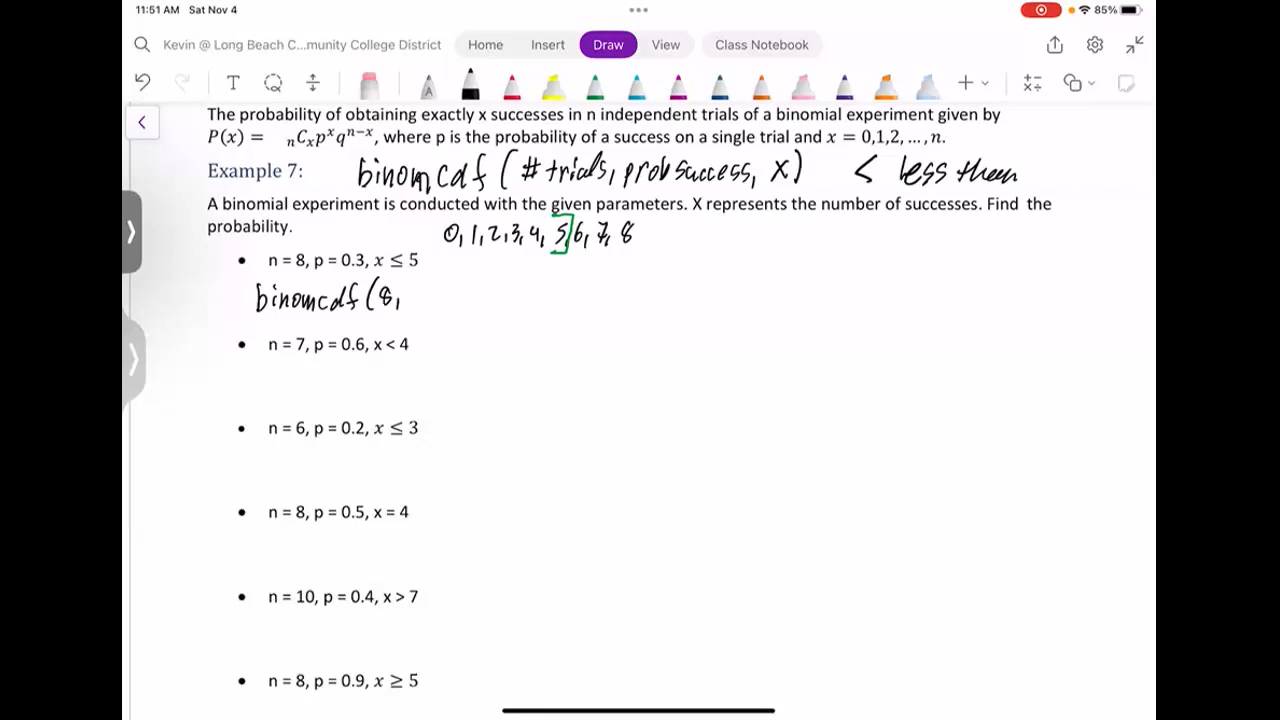 11:51 AM Sat Nov 4
85%
Kevin @ Long Beach C...munity College District
Home Insert Draw View Class Notebook
The probability of obtaining exactly x successes in n independent trials of a binomial experiment given by
P(x) = ₙCₓpˣqⁿ⁻ˣ, where p is the probability of a success on a single trial and x = 0,1,2, ..., n.
Example 7: binomcdf (# trials, prob success, x) < less than
A binomial experiment is conducted with the given parameters. X represents the number of successes. Find the
probability. 0, 1, 2, 3, 4, 5], 6, 7, 8
• n = 8, p = 0.3, x ≤ 5
binomcdf (8,
• n = 7, p = 0.6, x < 4
• n = 6, p = 0.2, x ≤ 3
• n = 8, p = 0.5, x = 4
• n = 10, p = 0.4, x > 7
• n = 8, p = 0.9, x ≥ 5